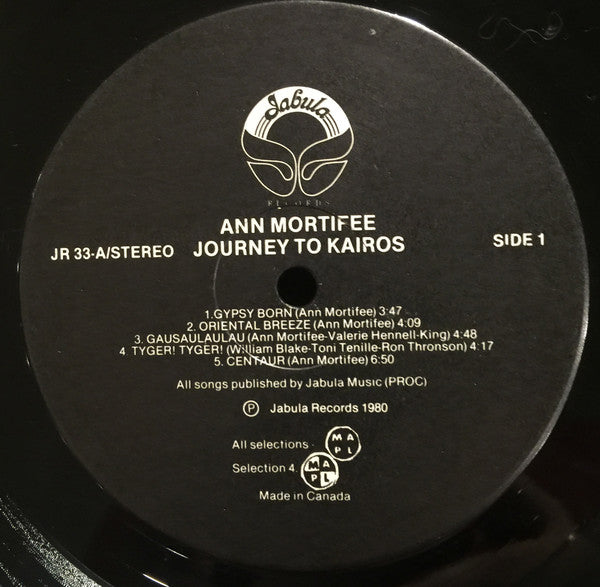 Jabula
RECORDS
ANN MORTIFEE
JR 33-A/STEREO JOURNEY TO KAIROS SIDE 1
1.GYPSY BORN (Ann Mortifee) 3:47
2. ORIENTAL BREEZE (Ann Mortifee) 4:09
3. GAUSAULAULAU (Ann Mortifee-Valerie Hennell-King) 4:48
4. TYGER! TYGER! (William Blake-Toni Tenille-Ron Thronson) 4:17
5. CENTAUR (Ann Mortifee) 6:50
All songs published by Jabula Music (PROC)
Ⓟ Jabula Records 1980
All selections - M A P L
Selection 4. M A P L
Made in Canada